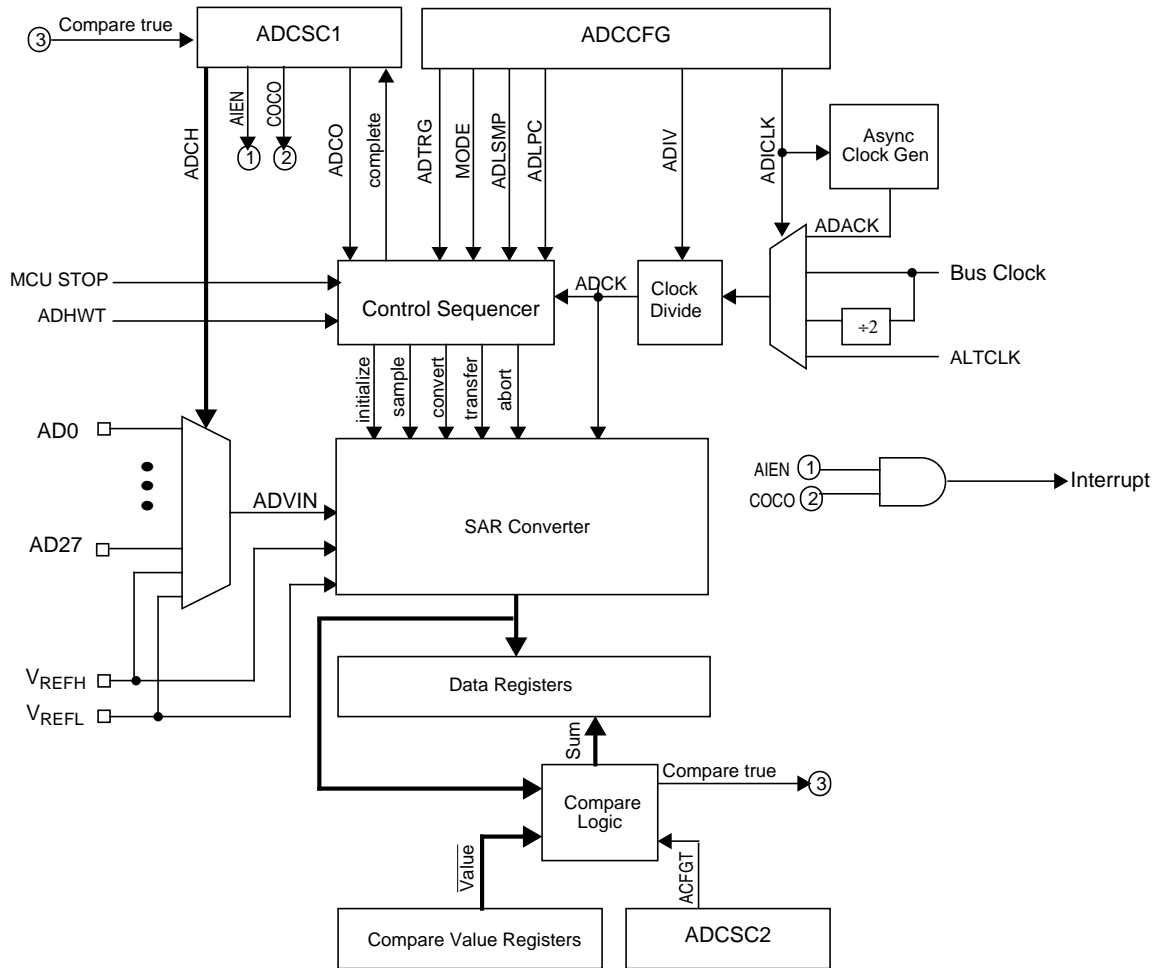 3
Compare true
ADCSC1
ADCCFG
ADCH
AIEN
COCO
ADCO
complete
ADTRG
MODE
ADLSMP
ADLPC
ADIV
ADICLK
Async
Clock Gen
1
2
ADACK
MCU STOP
ADHWT
Control Sequencer
ADCK
Clock
Divide
Bus Clock
÷2
ALTCLK
initialize
sample
convert
transfer
abort
AD0
AD27
ADVIN
SAR Converter
AIEN 1
COCO 2
Interrupt
VREFH
VREFL
Data Registers
Sum
Compare true
3
Compare
Logic
Value
ACFGT
Compare Value Registers
ADCSC2